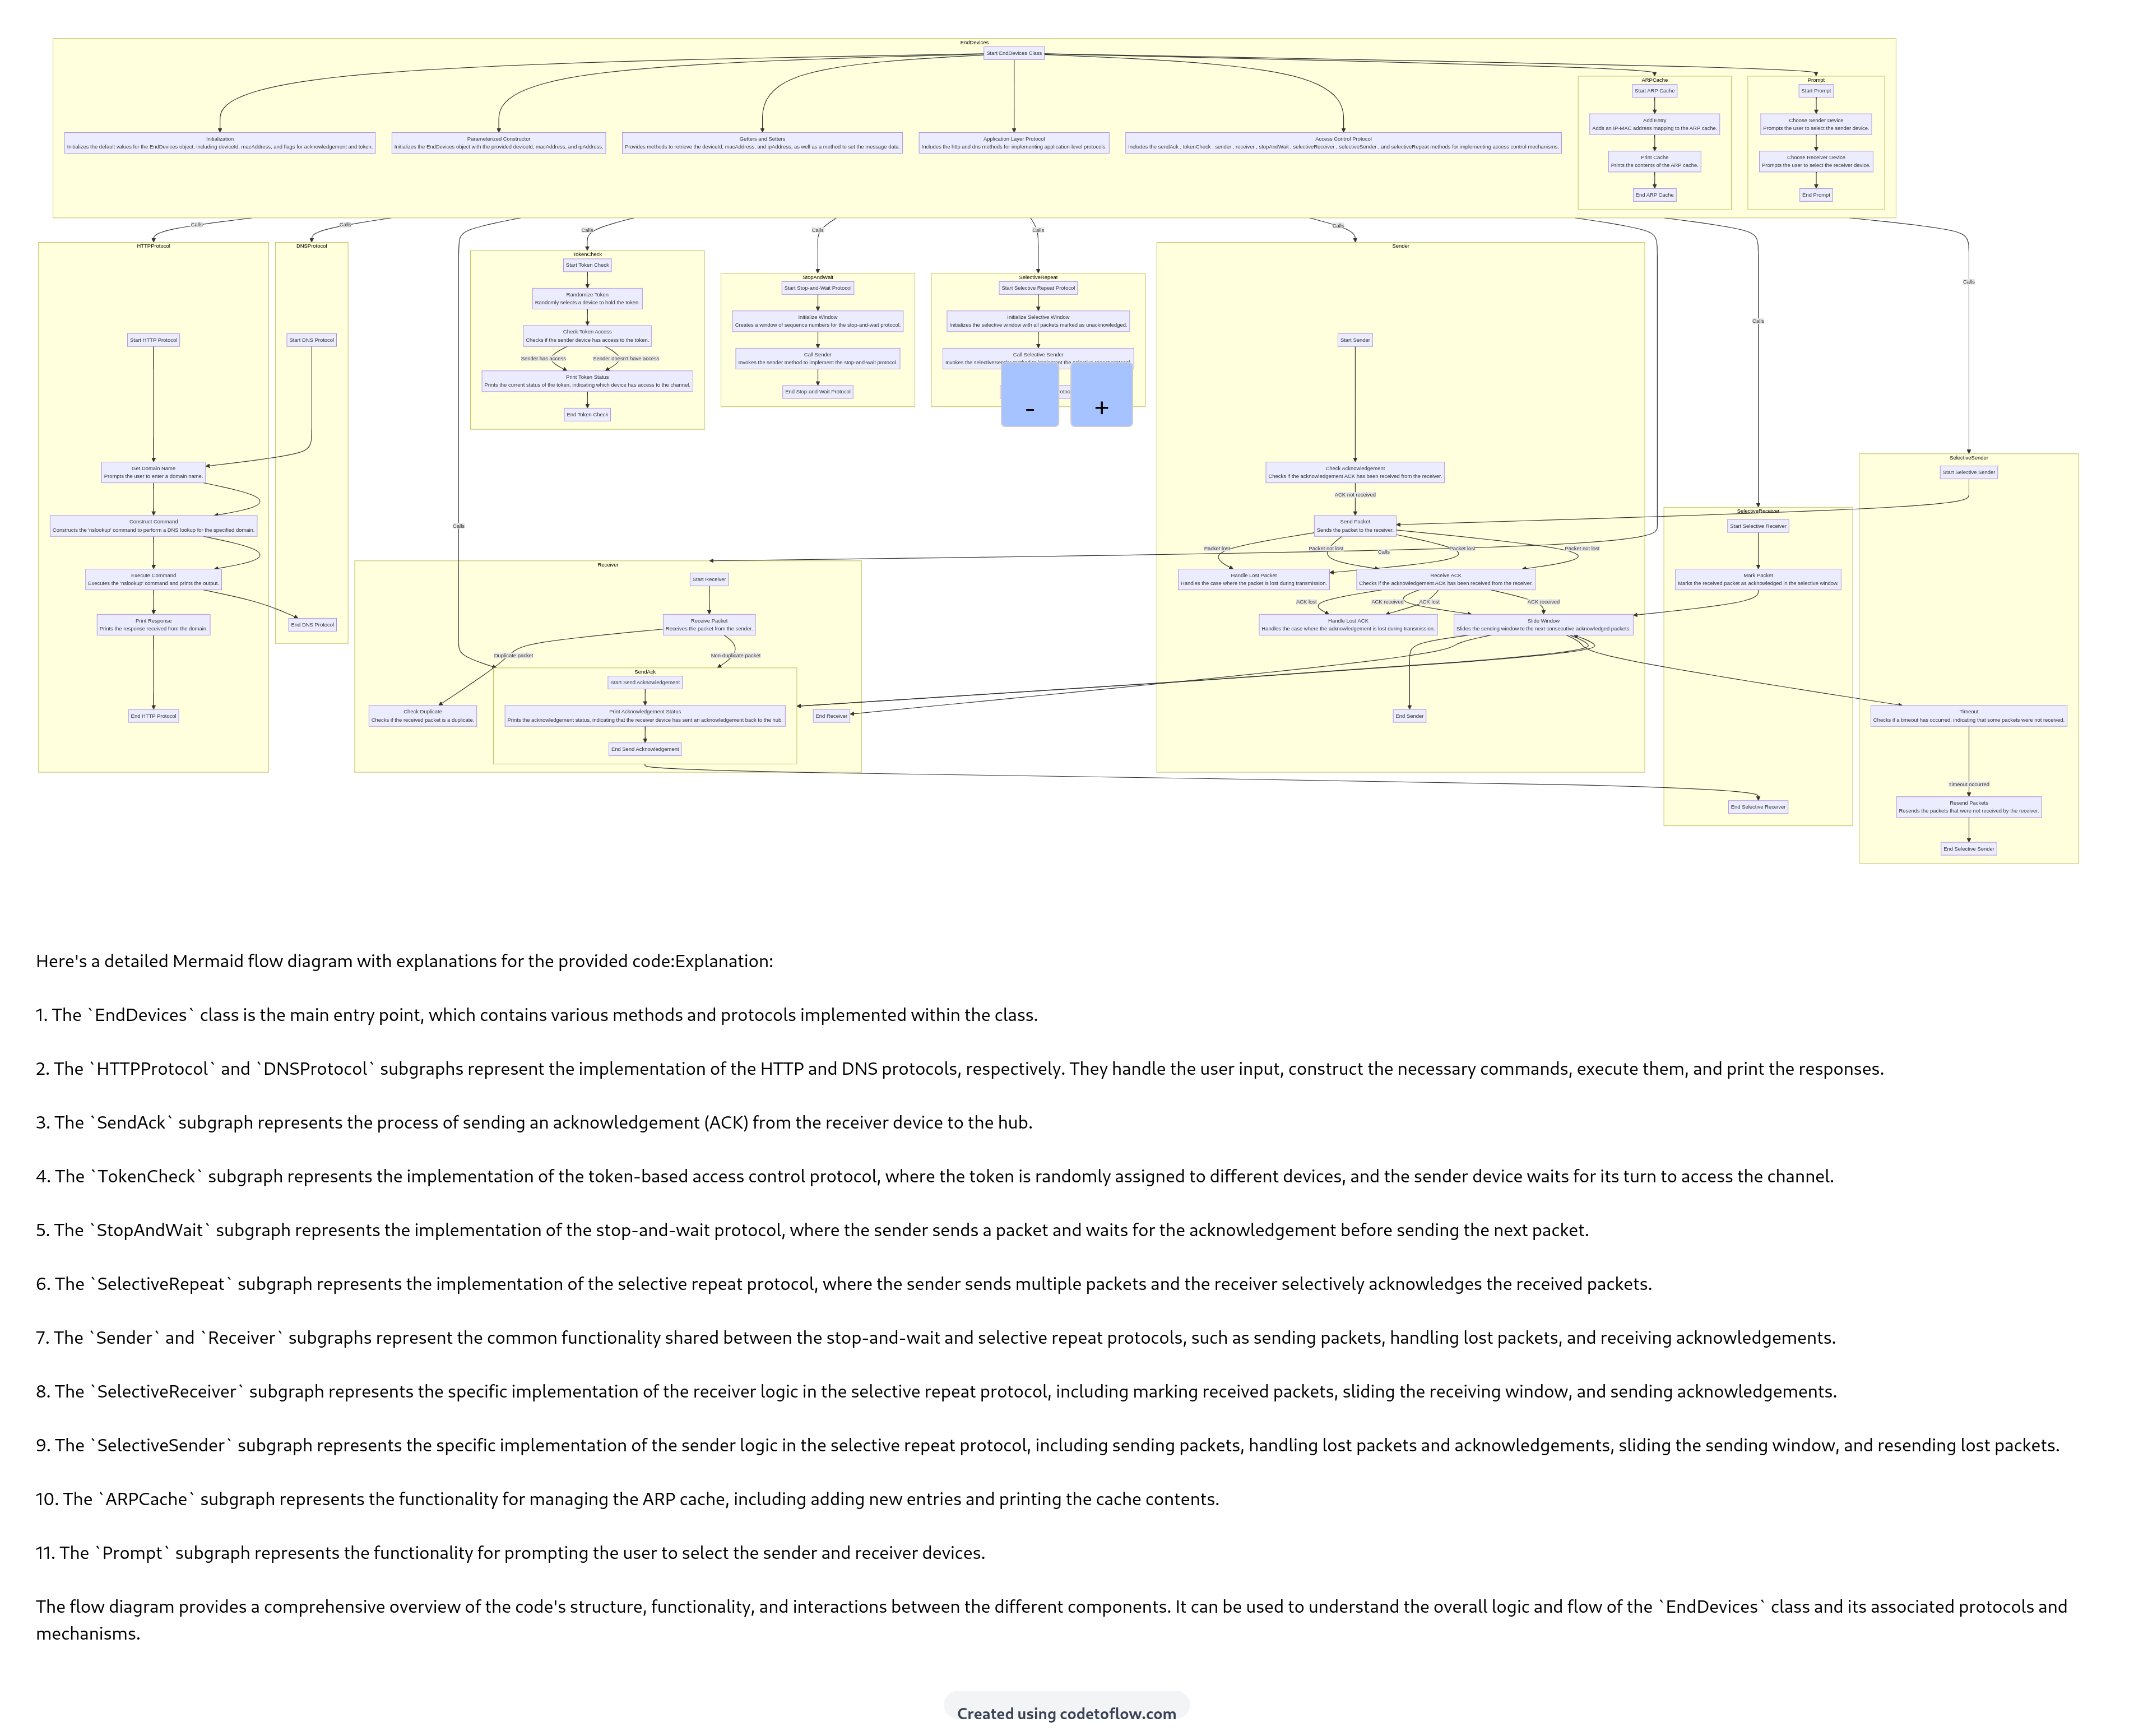 EndDevices
Start EndDevices Class
Initialization
Initializes the default values for the EndDevices object, including deviceId, macAddress, and flags for acknowledgement and token.
Parameterized Constructor
Initializes the EndDevices object with the provided deviceId, macAddress, and ipAddress.
Getters and Setters
Provides methods to retrieve the deviceId, macAddress, and ipAddress, as well as a method to set the message data.
Application Layer Protocol
Includes the http and dns methods for implementing application-level protocols.
Access Control Protocol
Includes the sendAck , tokenCheck , sender , receiver , stopAndWait , selectiveReceiver , selectiveSender , and selectiveRepeat methods for implementing access control mechanisms.
ARPCache
Start ARP Cache
Add Entry
Adds an IP-MAC address mapping to the ARP cache.
Print Cache
Prints the contents of the ARP cache.
End ARP Cache
Prompt
Start Prompt
Choose Sender Device
Prompts the user to select the sender device.
Choose Receiver Device
Prompts the user to select the receiver device.
End Prompt
Calls
Calls
Calls
Calls
Calls
Calls
Calls
Calls
Calls
Calls
HTTPProtocol
Start HTTP Protocol
Get Domain Name
Prompts the user to enter a domain name.
Construct Command
Constructs the 'nslookup' command to perform a DNS lookup for the specified domain.
Execute Command
Executes the 'nslookup' command and prints the output.
Print Response
Prints the response received from the domain.
End HTTP Protocol
DNSProtocol
Start DNS Protocol
End DNS Protocol
TokenCheck
Start Token Check
Randomize Token
Randomly selects a device to hold the token.
Check Token Access
Checks if the sender device has access to the token.
Sender has access
Sender doesn't have access
Print Token Status
Prints the current status of the token, indicating which device has access to the channel.
End Token Check
StopAndWait
Start Stop-and-Wait Protocol
Initialize Window
Creates a window of sequence numbers for the stop-and-wait protocol.
Call Sender
Invokes the sender method to implement the stop-and-wait protocol.
End Stop-and-Wait Protocol
SelectiveRepeat
Start Selective Repeat Protocol
Initialize Selective Window
Initializes the selective window with all packets marked as unacknowledged.
Call Selective Sender
Invokes the selectiveSender method to implement the selective repeat protocol.
- +
Sender
Start Sender
Check Acknowledgement
Checks if the acknowledgement ACK has been received from the receiver.
ACK not received
Send Packet
Sends the packet to the receiver.
Packet lost
Packet not lost
Packet lost
Packet not lost
Handle Lost Packet
Handles the case where the packet is lost during transmission.
Receive ACK
Checks if the acknowledgement ACK has been received from the receiver.
ACK lost
ACK received
ACK lost
ACK received
Handle Lost ACK
Handles the case where the acknowledgement is lost during transmission.
Slide Window
Slides the sending window to the next consecutive acknowledged packets.
End Sender
Receiver
Start Receiver
Receive Packet
Receives the packet from the sender.
Duplicate packet
Non-duplicate packet
Check Duplicate
Checks if the received packet is a duplicate.
SendAck
Start Send Acknowledgement
Print Acknowledgement Status
Prints the acknowledgement status, indicating that the receiver device has sent an acknowledgement back to the hub.
End Send Acknowledgement
End Receiver
SelectiveReceiver
Start Selective Receiver
Mark Packet
Marks the received packet as acknowledged in the selective window.
End Selective Receiver
SelectiveSender
Start Selective Sender
Timeout
Checks if a timeout has occurred, indicating that some packets were not received.
Timeout occurred
Resend Packets
Resends the packets that were not received by the receiver.
End Selective Sender
Here's a detailed Mermaid flow diagram with explanations for the provided code:Explanation:
1. The `EndDevices` class is the main entry point, which contains various methods and protocols implemented within the class.
2. The `HTTPProtocol` and `DNSProtocol` subgraphs represent the implementation of the HTTP and DNS protocols, respectively. They handle the user input, construct the necessary commands, execute them, and print the responses.
3. The `SendAck` subgraph represents the process of sending an acknowledgement (ACK) from the receiver device to the hub.
4. The `TokenCheck` subgraph represents the implementation of the token-based access control protocol, where the token is randomly assigned to different devices, and the sender device waits for its turn to access the channel.
5. The `StopAndWait` subgraph represents the implementation of the stop-and-wait protocol, where the sender sends a packet and waits for the acknowledgement before sending the next packet.
6. The `SelectiveRepeat` subgraph represents the implementation of the selective repeat protocol, where the sender sends multiple packets and the receiver selectively acknowledges the received packets.
7. The `Sender` and `Receiver` subgraphs represent the common functionality shared between the stop-and-wait and selective repeat protocols, such as sending packets, handling lost packets, and receiving acknowledgements.
8. The `SelectiveReceiver` subgraph represents the specific implementation of the receiver logic in the selective repeat protocol, including marking received packets, sliding the receiving window, and sending acknowledgements.
9. The `SelectiveSender` subgraph represents the specific implementation of the sender logic in the selective repeat protocol, including sending packets, handling lost packets and acknowledgements, sliding the sending window, and resending lost packets.
10. The `ARPCache` subgraph represents the functionality for managing the ARP cache, including adding new entries and printing the cache contents.
11. The `Prompt` subgraph represents the functionality for prompting the user to select the sender and receiver devices.
The flow diagram provides a comprehensive overview of the code's structure, functionality, and interactions between the different components. It can be used to understand the overall logic and flow of the `EndDevices` class and its associated protocols and
mechanisms.
Created using codetoflow.com